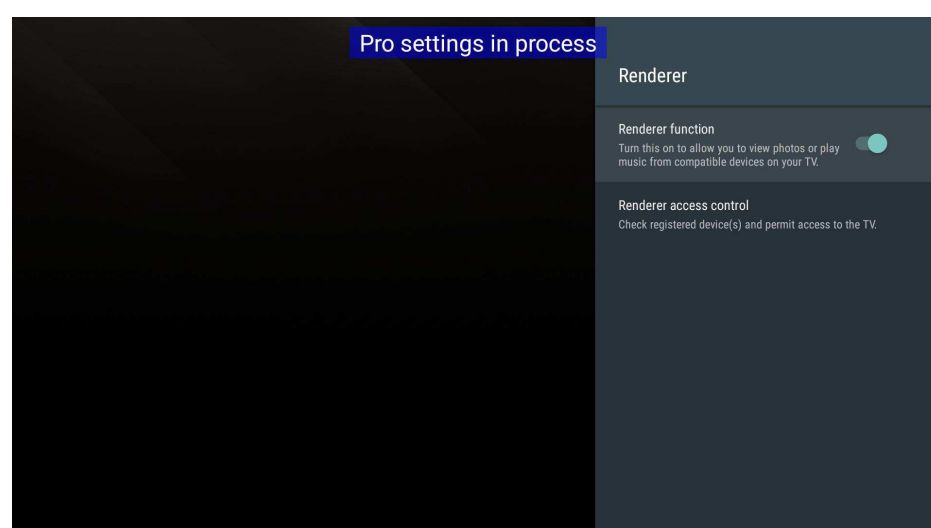 Pro settings in process
Renderer
Renderer function
Turn this on to allow you to view photos or play
music from compatible devices on your TV.
Renderer access control
Check registered device(s) and permit access to the TV.